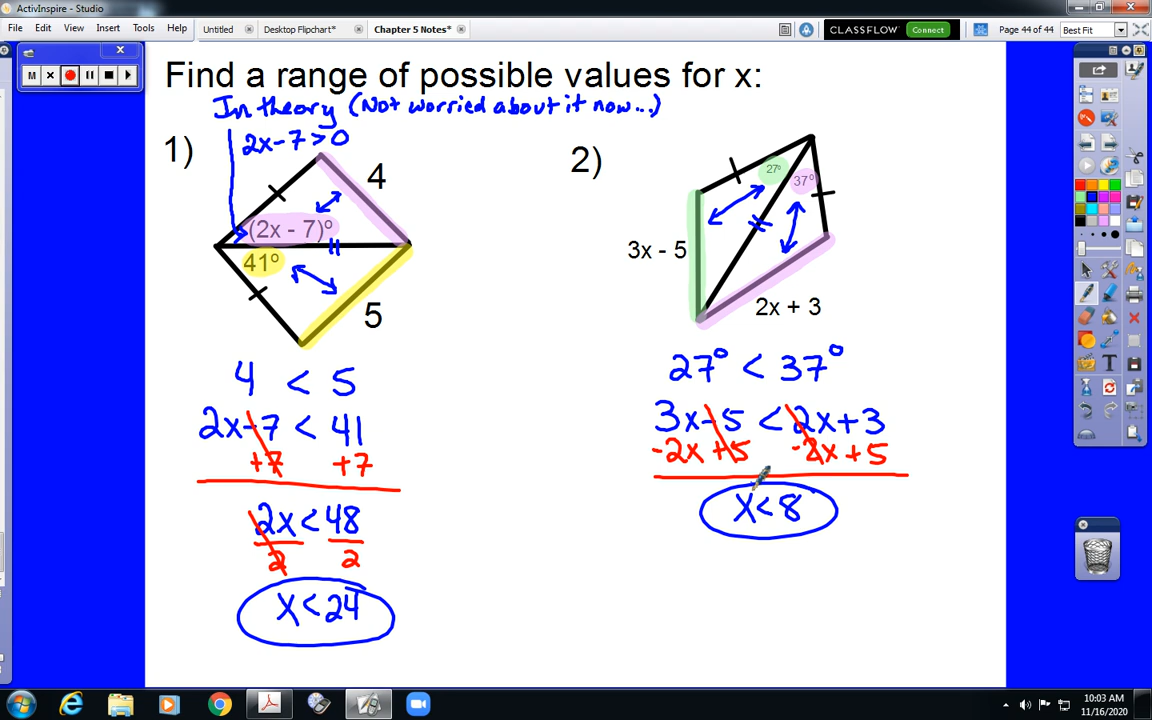 ActivInspire - Studio
File Edit View Insert Tools Help Untitled Desktop Flipchart* Chapter 5 Notes* CLASSFLOW Connect Page 44 of 44 Best Fit
M
Find a range of possible values for x:
In theory (Not worried about it now...)
2x-7>0
1)
4
(2x - 7)º
41º
5
4 < 5
2x-7 < 41
+7 +7
2x < 48
2 2
x < 24
2)
27º
37º
3x - 5
2x + 3
27° < 37°
3x-5 < 2x+3
-2x +5 -2x +5
x < 8
T
10:03 AM
11/16/2020